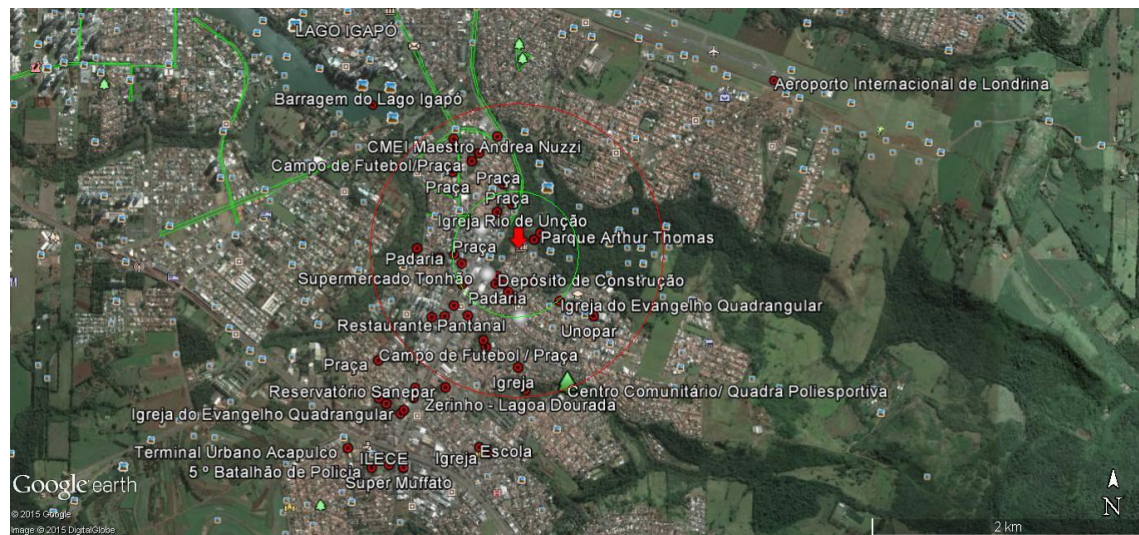 LAGO IGAPÓ
Aeroporto Internacional de Londrina
Barragem do Lago Igapó
CMEI Maestro Andrea Nuzzi
Campo de Futebol/Praça
Praça
Praça
Praça
Igreja Rio de Unção
Parque Arthur Thomas
Praça
Padaria
Supermercado Tonhão
Depósito de Construção
Padaria
Igreja do Evangelho Quadrangular
Restaurante Pantanal
Unopar
Campo de Futebol / Praça
Praça
Igreja
Reservatório Sanepar
Centro Comunitário/ Quadra Poliesportiva
Zerinho - Lagoa Dourada
Igreja do Evangelho Quadrangular
Terminal Urbano Acapulco
ILECE
Igreja
Escola
5 º Batalhão de Policia
Super Muffato
Google earth
N
© 2015 Google
Image © 2015 DigitalGlobe
2 km